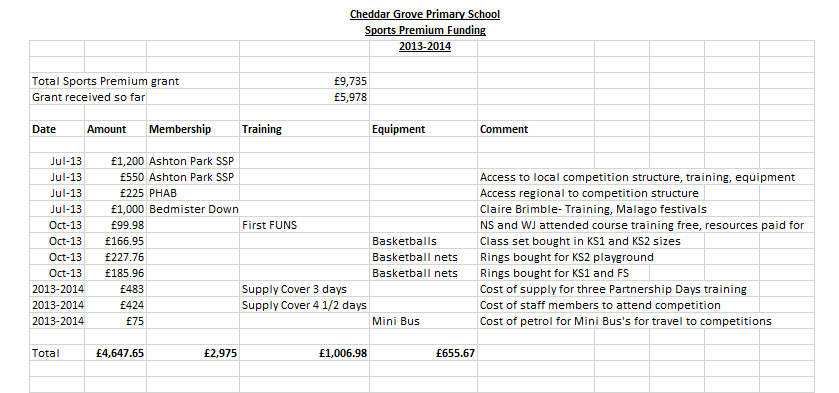 Cheddar Grove Primary School
Sports Premium Funding
2013-2014
Total Sports Premium grant £9,735
Grant received so far £5,978
Date Amount Membership Training Equipment Comment
Jul-13 £1,200 Ashton Park SSP
Jul-13 £550 Ashton Park SSP Access to local competition structure, training, equipment
Jul-13 £225 PHAB Access regional to competition structure
Jul-13 £1,000 Bedmister Down Claire Brimble- Training, Malago festivals
Oct-13 £99.98 First FUNS NS and WJ attended course training free, resources paid for
Oct-13 £166.95 Basketballs Class set bought in KS1 and KS2 sizes
Oct-13 £227.76 Basketball nets Rings bought for KS2 playground
Oct-13 £185.96 Basketball nets Rings bought for KS1 and FS
2013-2014 £483 Supply Cover 3 days Cost of supply for three Partnership Days training
2013-2014 £424 Supply Cover 4 1/2 days Cost of staff members to attend competition
2013-2014 £75 Mini Bus Cost of petrol for Mini Bus's for travel to competitions
Total £4,647.65 £2,975 £1,006.98 £655.67